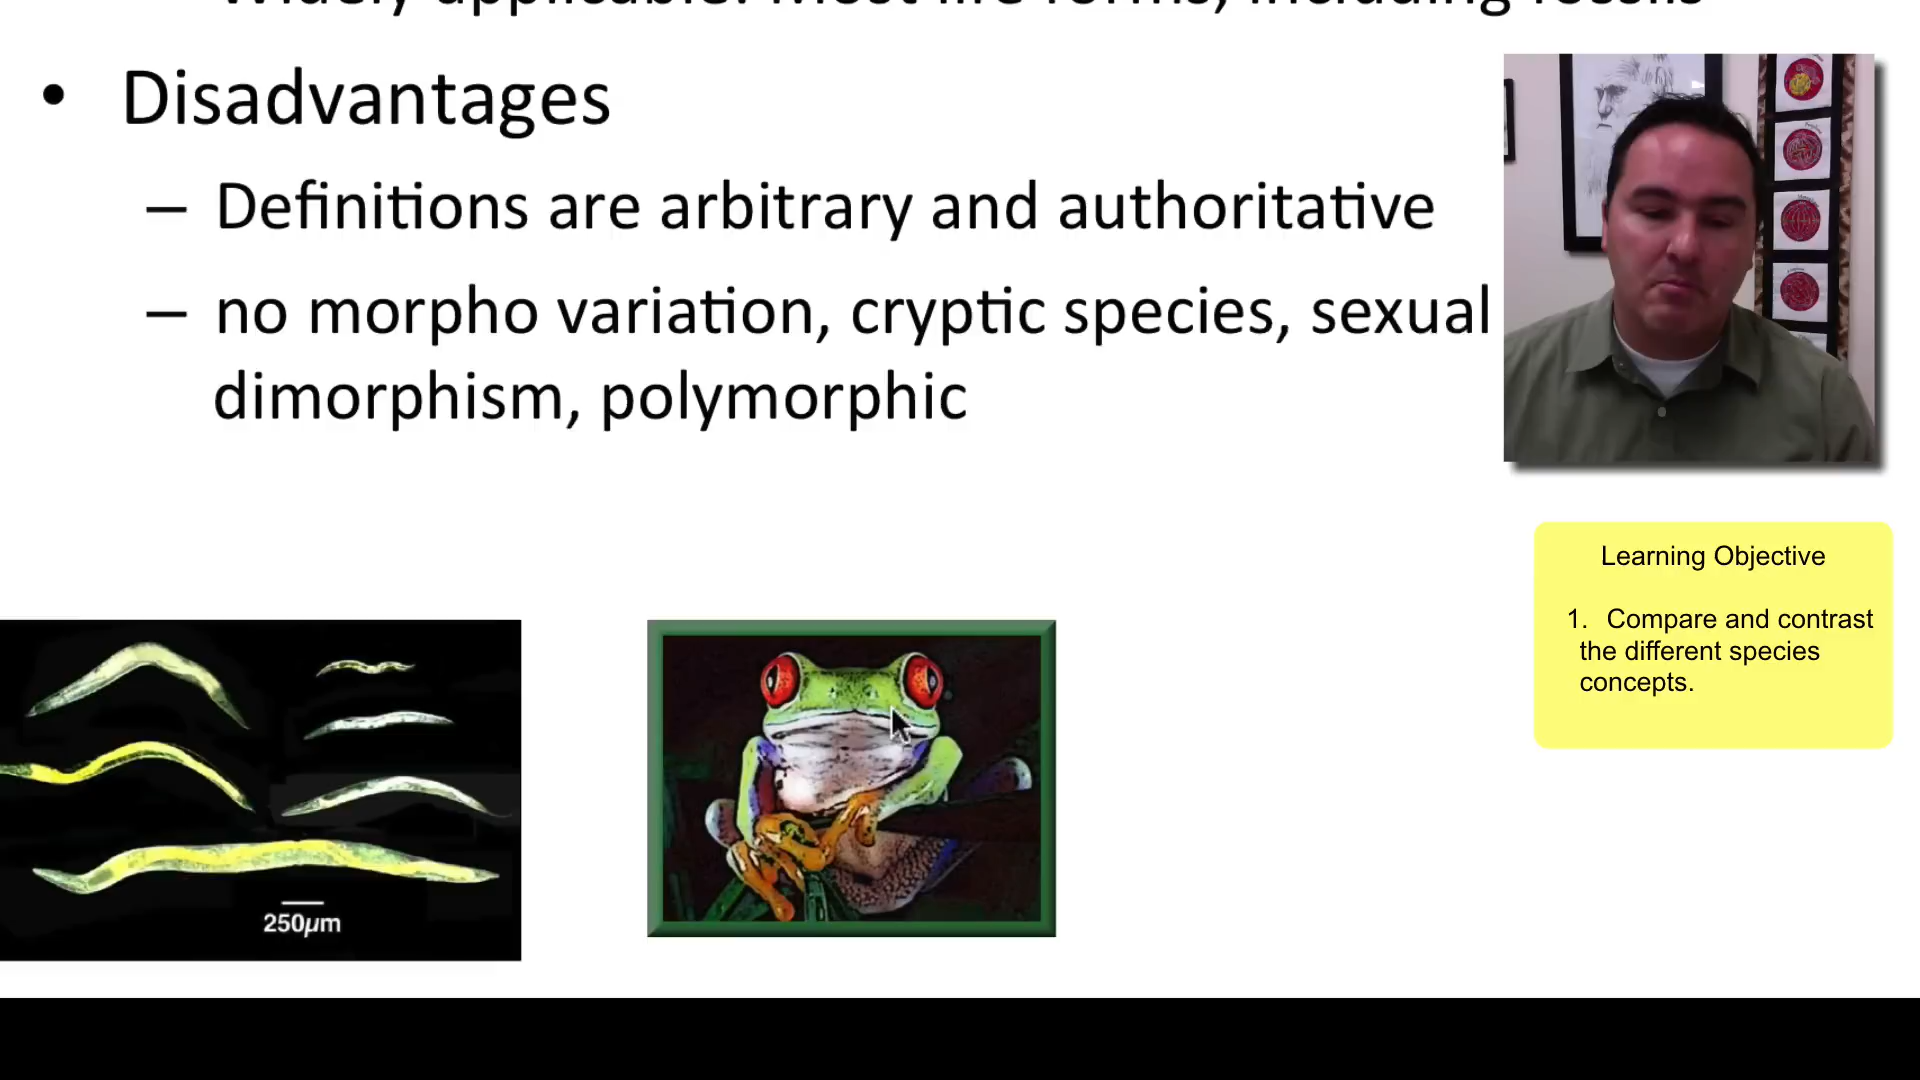 Widely applicable. Most life forms, including fossils
• Disadvantages
– Definitions are arbitrary and authoritative
– no morpho variation, cryptic species, sexual
dimorphism, polymorphic
Learning Objective
1. Compare and contrast
the different species
concepts.
250μm